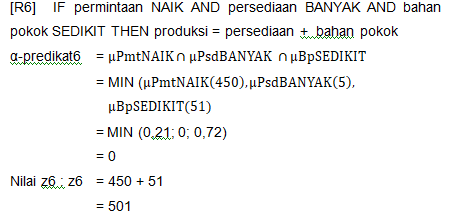 [R6] IF permintaan NAIK AND persediaan BANYAK AND bahan
pokok SEDIKIT THEN produksi = persediaan + bahan pokok
α-predikat6 = μPmtNAIK∩ μPsdBANYAK ∩ μBpSEDIKIT
= MIN (μPmtNAIK(450),μPsdBANYAK(5),
μBpSEDIKIT(51)
= MIN (0,21; 0; 0,72)
= 0
Nilai z6 : z6 = 450 + 51
= 501